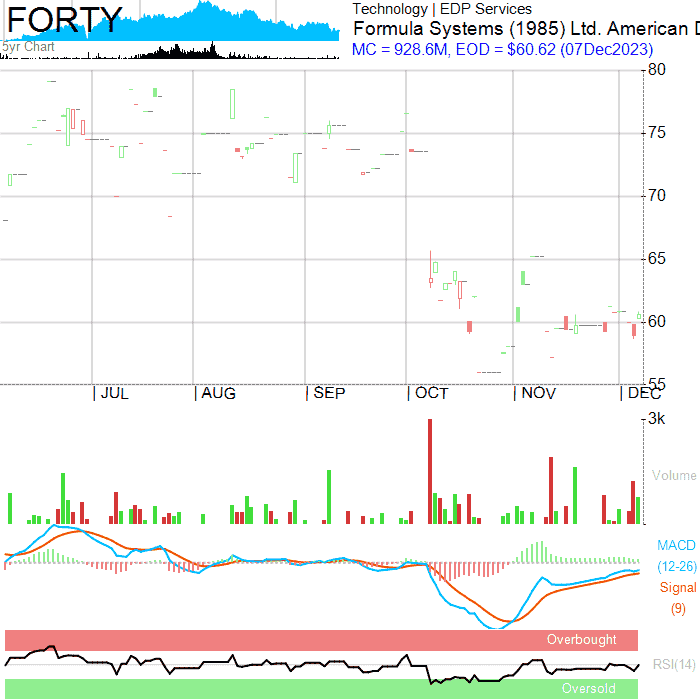 FORTY
5yr Chart
Technology | EDP Services
Formula Systems (1985) Ltd. American D
MC = 928.6M, EOD = $60.62 (07Dec2023)
80
75
70
65
60
55
JUL
AUG
SEP
OCT
NOV
DEC
3k
Volume
MACD
(12-26)
Signal
(9)
Overbought
RSI(14)
Oversold